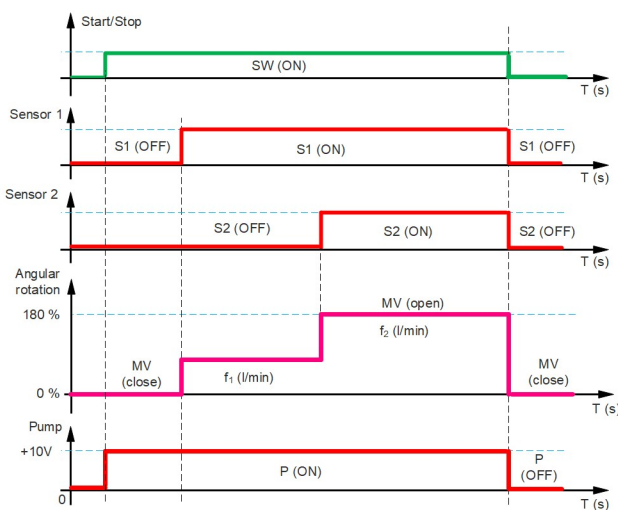 Start/Stop
SW (ON)
T (s)
Sensor 1
S1 (OFF)
S1 (ON)
S1 (OFF)
T (s)
Sensor 2
S2 (OFF)
S2 (ON)
S2 (OFF)
T (s)
Angular
rotation
180 %
MV (open)
f₂ (l/min)
MV
(close)
f₁ (l/min)
MV
(close)
0 %
T (s)
Pump
+10V
P (ON)
P
(OFF)
0
T (s)